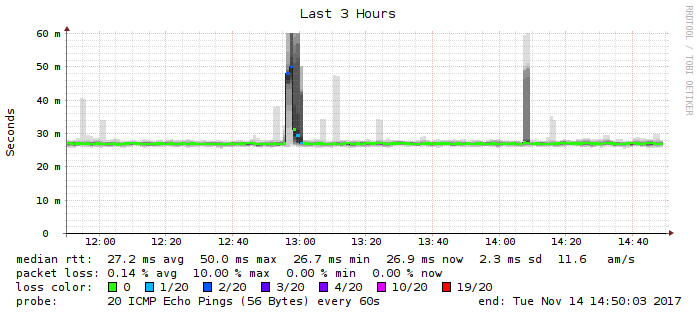 Last 3 Hours
RRDTOOL / TOBI OETIKER
Seconds
60 m
50 m
40 m
30 m
20 m
10 m
0
12:00 12:20 12:40 13:00 13:20 13:40 14:00 14:20 14:40
median rtt: 27.2 ms avg 50.0 ms max 26.7 ms min 26.9 ms now 2.3 ms sd 11.6 am/s
packet loss: 0.14 % avg 10.00 % max 0.00 % min 0.00 % now
loss color: 0 1/20 2/20 3/20 4/20 10/20 19/20
probe: 20 ICMP Echo Pings (56 Bytes) every 60s end: Tue Nov 14 14:50:03 2017